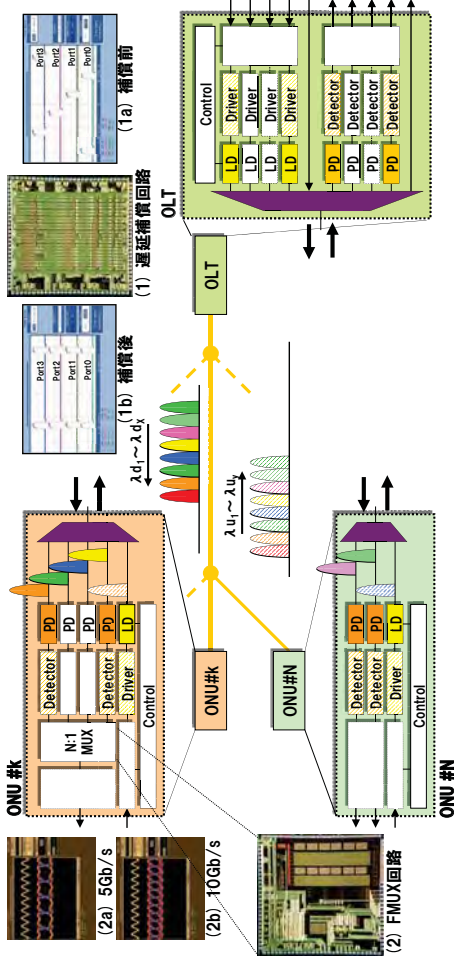 ONU #k
N:1
MUX
Detector
Detector
Driver
PD
PD
PD
PD
LD
Control
(2a) 5Gb/s
(2b) 10Gb/s
(2) FMUX回路
ONU#k
ONU#N
ONU #N
Detector
Detector
Driver
PD
PD
LD
Control
λd₁~λdₓ
λu₁~λuᵧ
(1b) 補償後
Port3
Port2
Port1
Port0
(1) 遅延補償回路
(1a) 補償前
Port3
Port2
Port1
Port0
OLT
OLT
Control
LD
LD
LD
LD
Driver
Driver
Driver
Driver
PD
PD
PD
PD
Detector
Detector
Detector
Detector